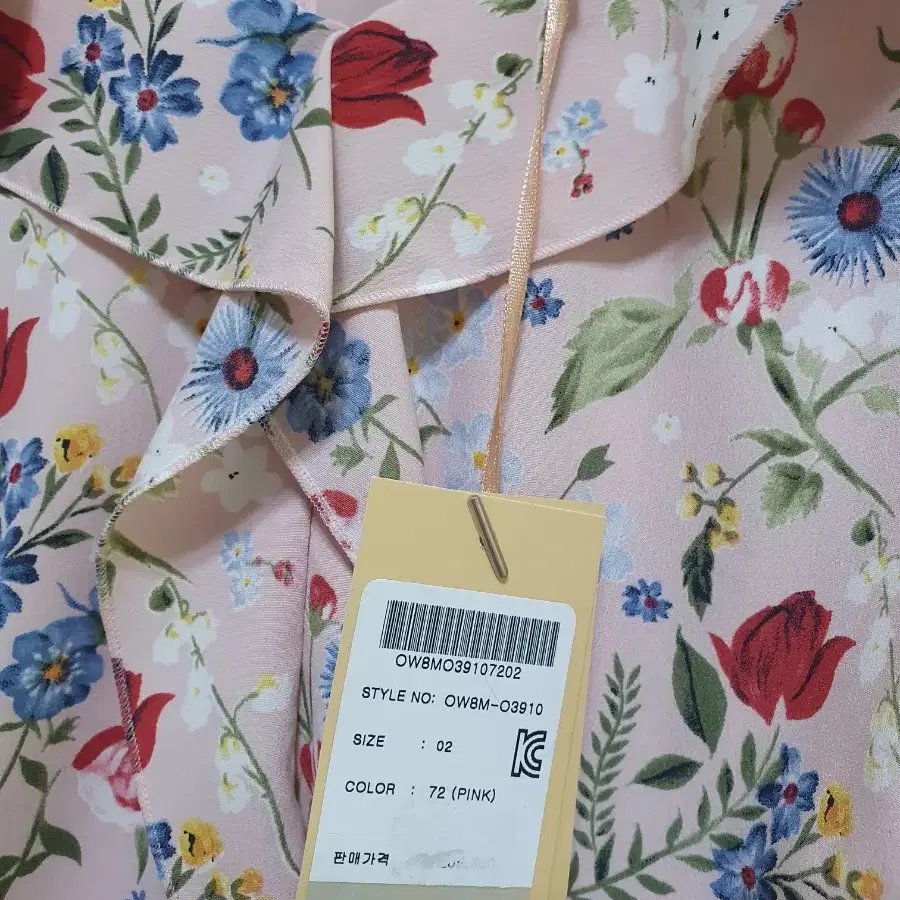 OW8MO39107202
STYLE NO: OW8M-O3910
SIZE : 02
COLOR : 72 (PINK)
판매가격